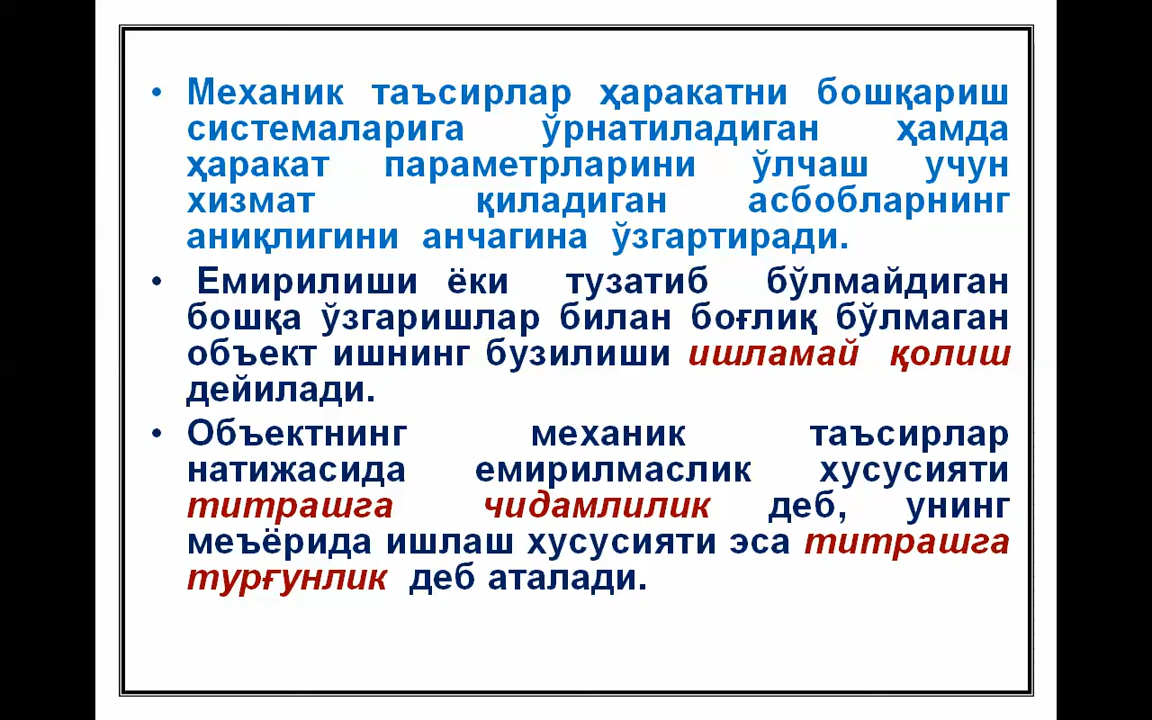 • Механик таъсирлар ҳаракатни бошқариш
системаларига ўрнатиладиган ҳамда
ҳаракат параметрларини ўлчаш учун
хизмат қиладиган асбобларнинг
аниқлигини анчагина ўзгартиради.
• Емирилиши ёки тузатиб бўлмайдиган
бошқа ўзгаришлар билан боғлиқ бўлмаган
объект ишнинг бузилиши ишламай қолиш
дейилади.
• Объектнинг механик таъсирлар
натижасида емирилмаслик хусусияти
титрашга чидамлилик деб, унинг
меъёрида ишлаш хусусияти эса титрашга
турғунлик деб аталади.